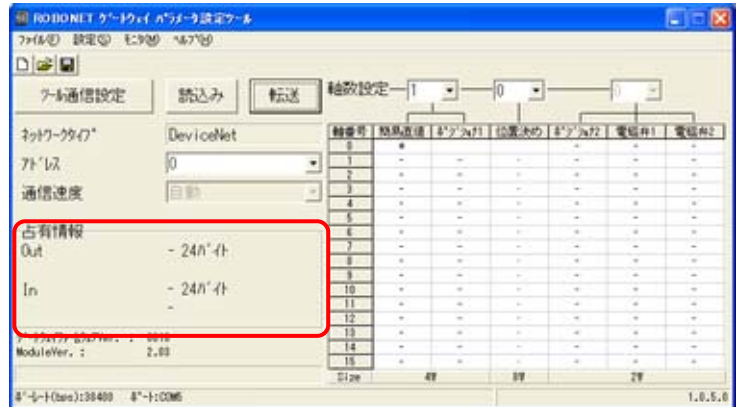 ROBONET ｹﾞｰﾄｳｪｲ ﾊﾟﾗﾒｰﾀ設定ﾂｰﾙ
ﾌｧｲﾙ(F) 設定(S) ﾓﾆﾀ(M) ﾍﾙﾌﾟ(H)
ﾂｰﾙ通信設定 読込み 転送
軸数設定 1 0 0
ﾈｯﾄﾜｰｸﾀｲﾌﾟ DeviceNet
ｱﾄﾞﾚｽ 0
通信速度 自動
占有情報
Out - 24ﾊﾞｲﾄ
In - 24ﾊﾞｲﾄ
-
ModuleVer. : 2.03
軸番号 簡易直値 ﾎﾟｼﾞｼｮﾅ1 位置決め ﾎﾟｼﾞｼｮﾅ2 電磁弁1 電磁弁2
0 * - - -
1 - - - - - -
2 - - - - - -
3 - - - - - -
4 - - - - - -
5 - - - - - -
6 - - - - - -
7 - - - - - -
8 - - - - - -
9 - - - - - -
10 - - - - - -
11 - - - - - -
12 - - - - - -
13 - - - - - -
14 - - - - - -
15 - - - - - -
Size 4W 8W 2W
ﾎﾞｰﾚｰﾄ(bps):38400 ﾎﾟｰﾄ:COM5 1.0.5.0